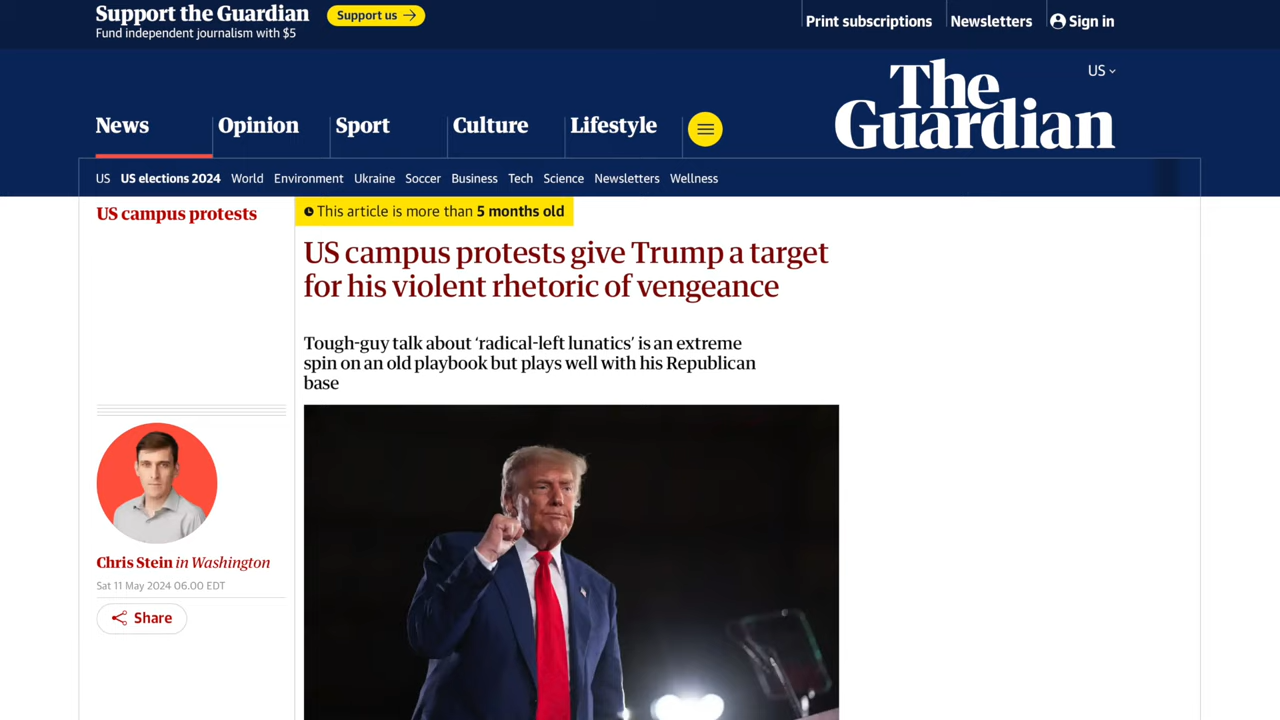 Support the Guardian
Fund independent journalism with $5
Support us
Print subscriptions
Newsletters
Sign in
US
The
Guardian
News
Opinion
Sport
Culture
Lifestyle
US
US elections 2024
World
Environment
Ukraine
Soccer
Business
Tech
Science
Newsletters
Wellness
US campus protests
This article is more than 5 months old
US campus protests give Trump a target
for his violent rhetoric of vengeance
Tough-guy talk about ‘radical-left lunatics’ is an extreme
spin on an old playbook but plays well with his Republican
base
Chris Stein in Washington
Sat 11 May 2024 06.00 EDT
Share